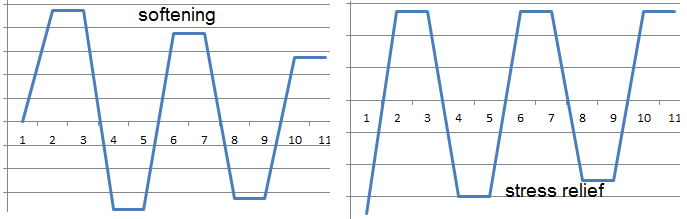 softening
1 2 3 4 5 6 7 8 9 10 11
1 2 3 4 5 6 7 8 9 10 11
stress relief